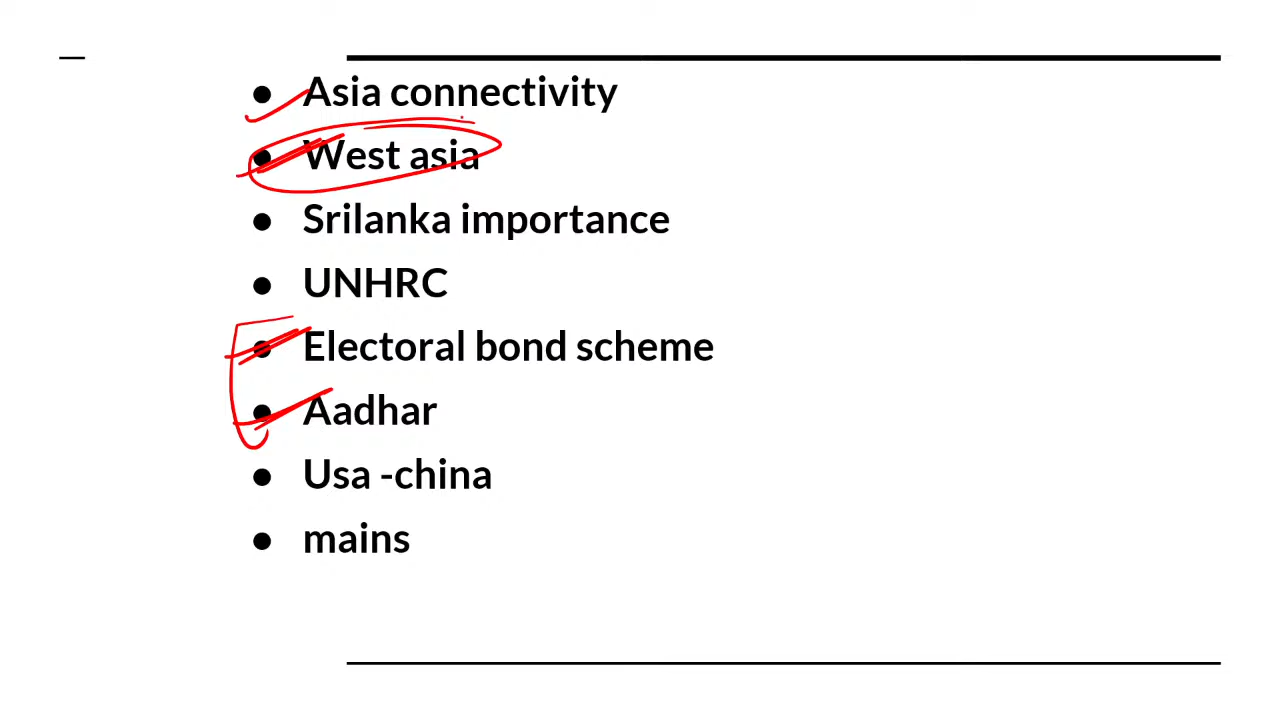 ● Asia connectivity
● West asia
● Srilanka importance
● UNHRC
● Electoral bond scheme
● Aadhar
● Usa -china
● mains